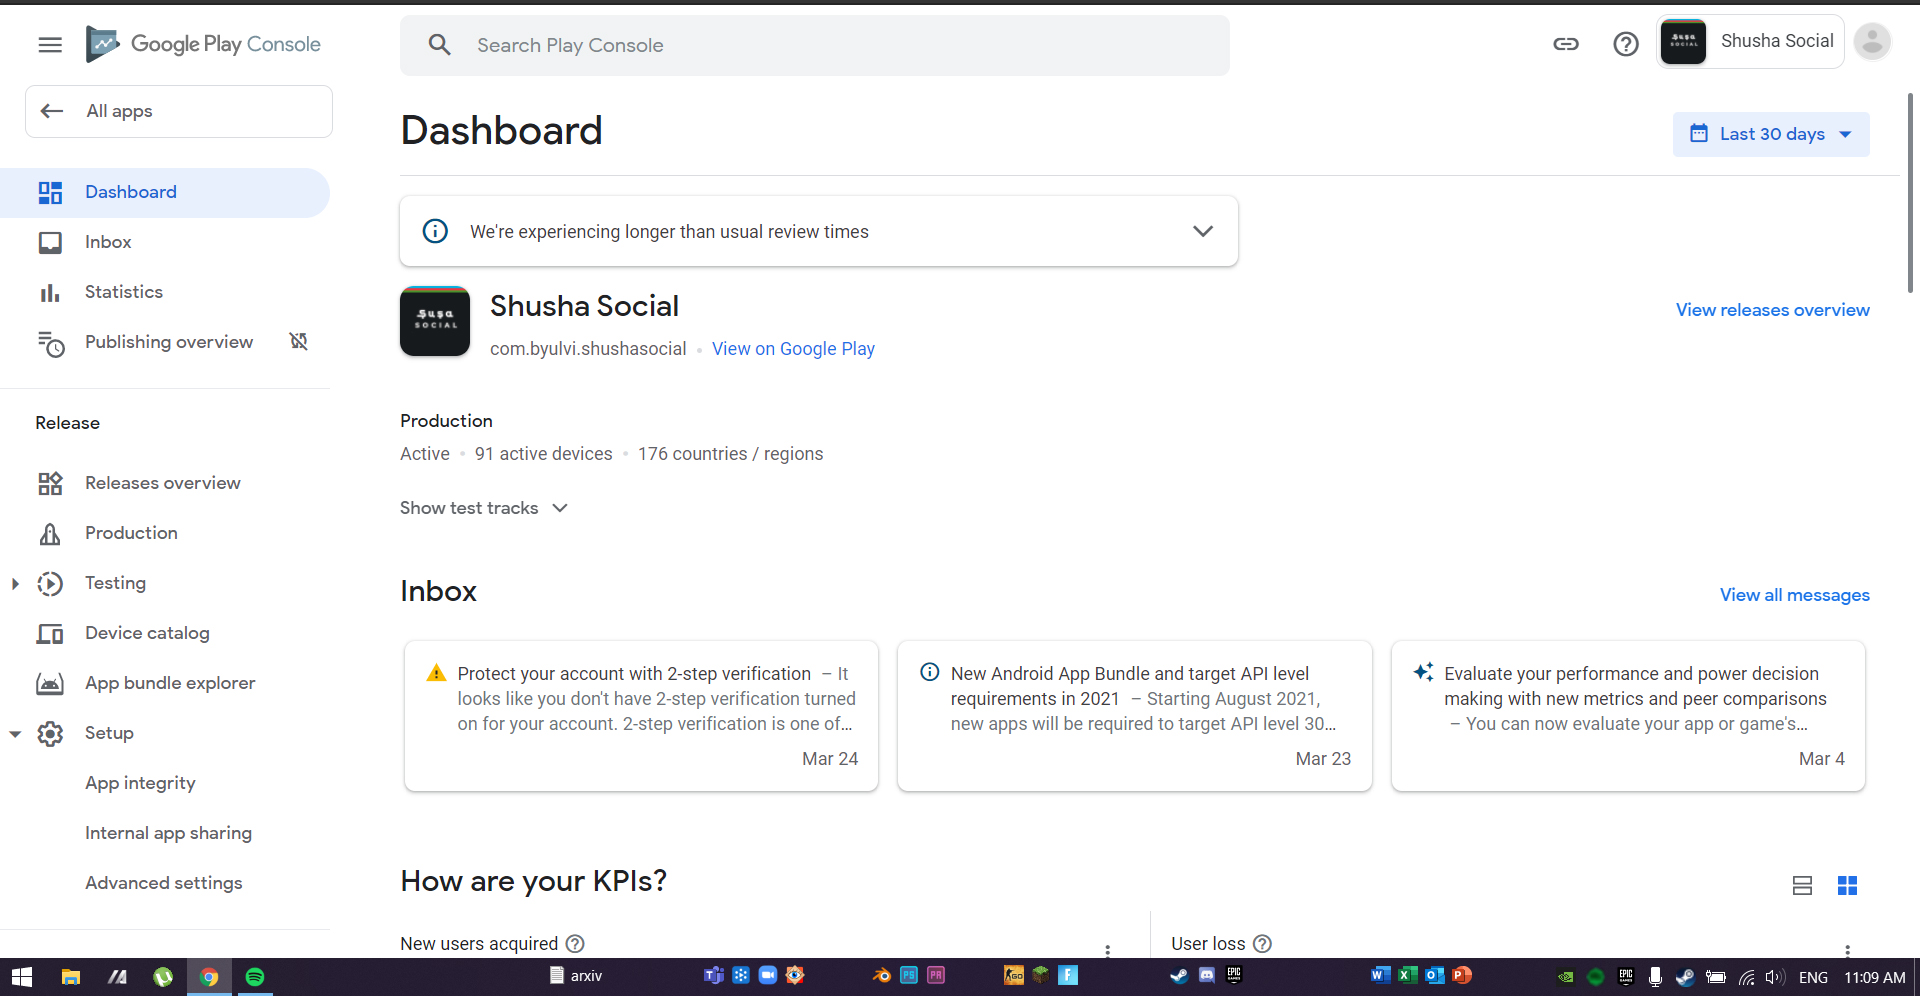 Google Play Console
Search Play Console
Shusha Social
All apps
Dashboard
Inbox
Statistics
Publishing overview
Release
Releases overview
Production
Testing
Device catalog
App bundle explorer
Setup
App integrity
Internal app sharing
Advanced settings
Dashboard
Last 30 days
We're experiencing longer than usual review times
Şuşa
SOCIAL
Shusha Social
com.byulvi.shushasocial • View on Google Play
View releases overview
Production
Active • 91 active devices • 176 countries / regions
Show test tracks
Inbox
View all messages
Protect your account with 2-step verification – It
looks like you don't have 2-step verification turned
on for your account. 2-step verification is one of...
Mar 24
New Android App Bundle and target API level
requirements in 2021 – Starting August 2021,
new apps will be required to target API level 30...
Mar 23
Evaluate your performance and power decision
making with new metrics and peer comparisons
– You can now evaluate your app or game's...
Mar 4
How are your KPIs?
New users acquired
User loss
arxiv
ENG
11:09 AM